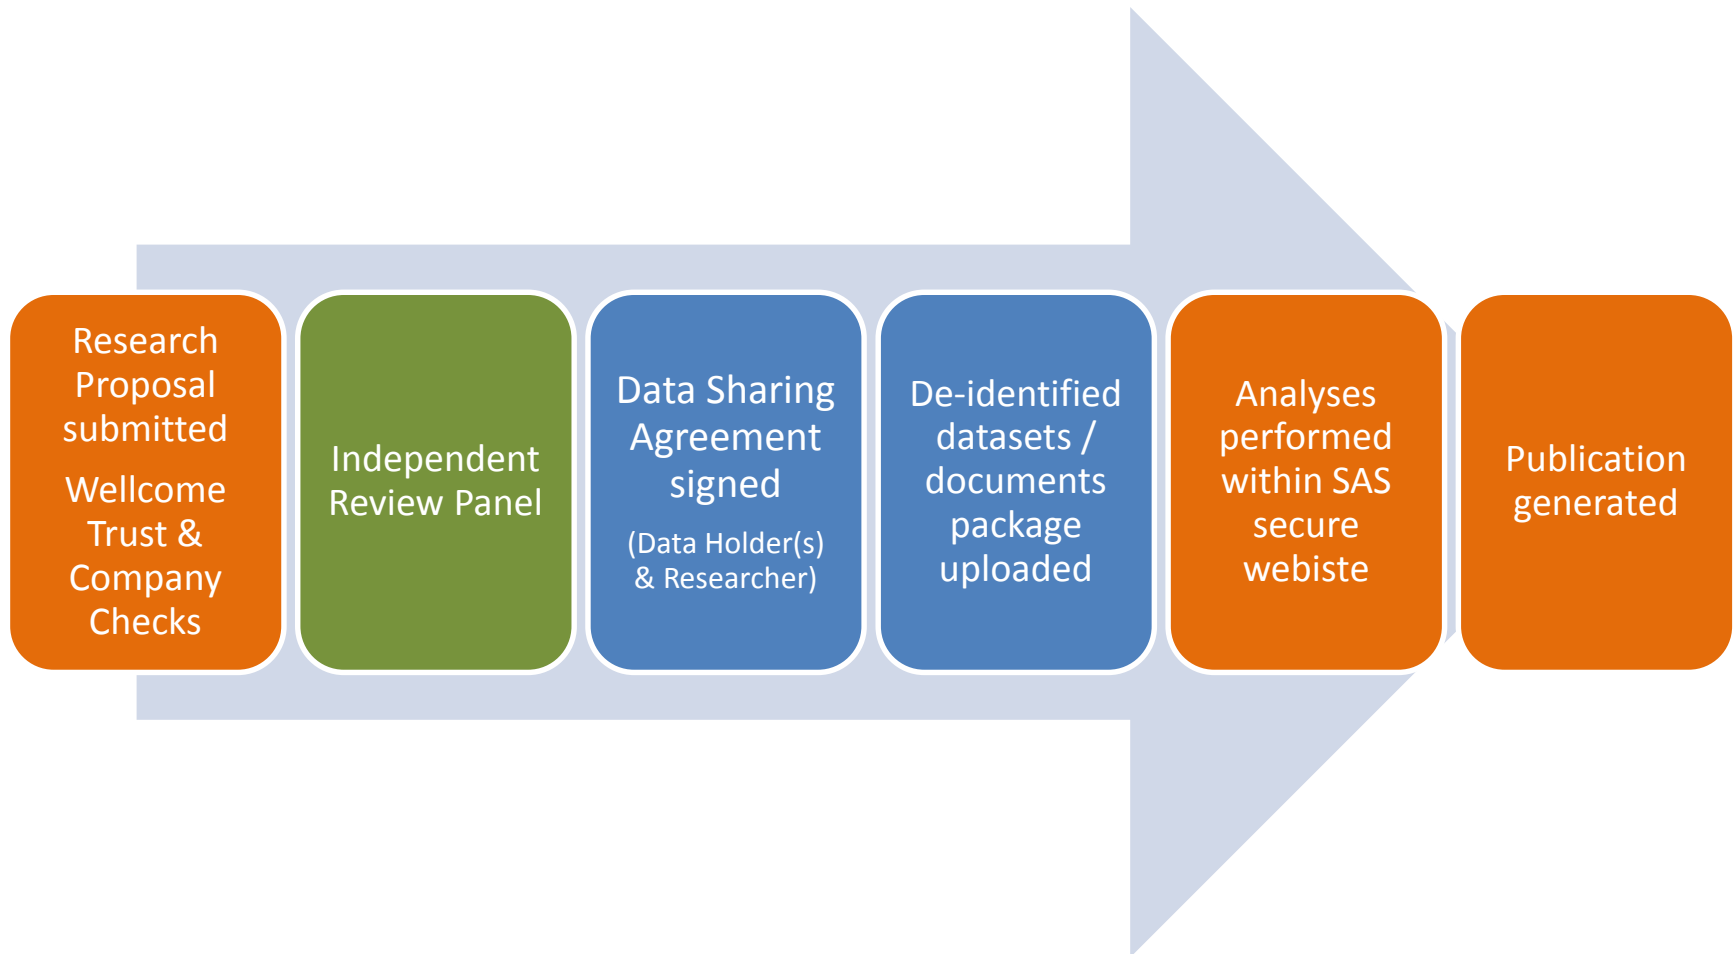 Research
Proposal
submitted
Wellcome
Trust &
Company
Checks
Independent
Review Panel
Data Sharing
Agreement
signed
(Data Holder(s)
& Researcher)
De-identified
datasets /
documents
package
uploaded
Analyses
performed
within SAS
secure
webiste
Publication
generated